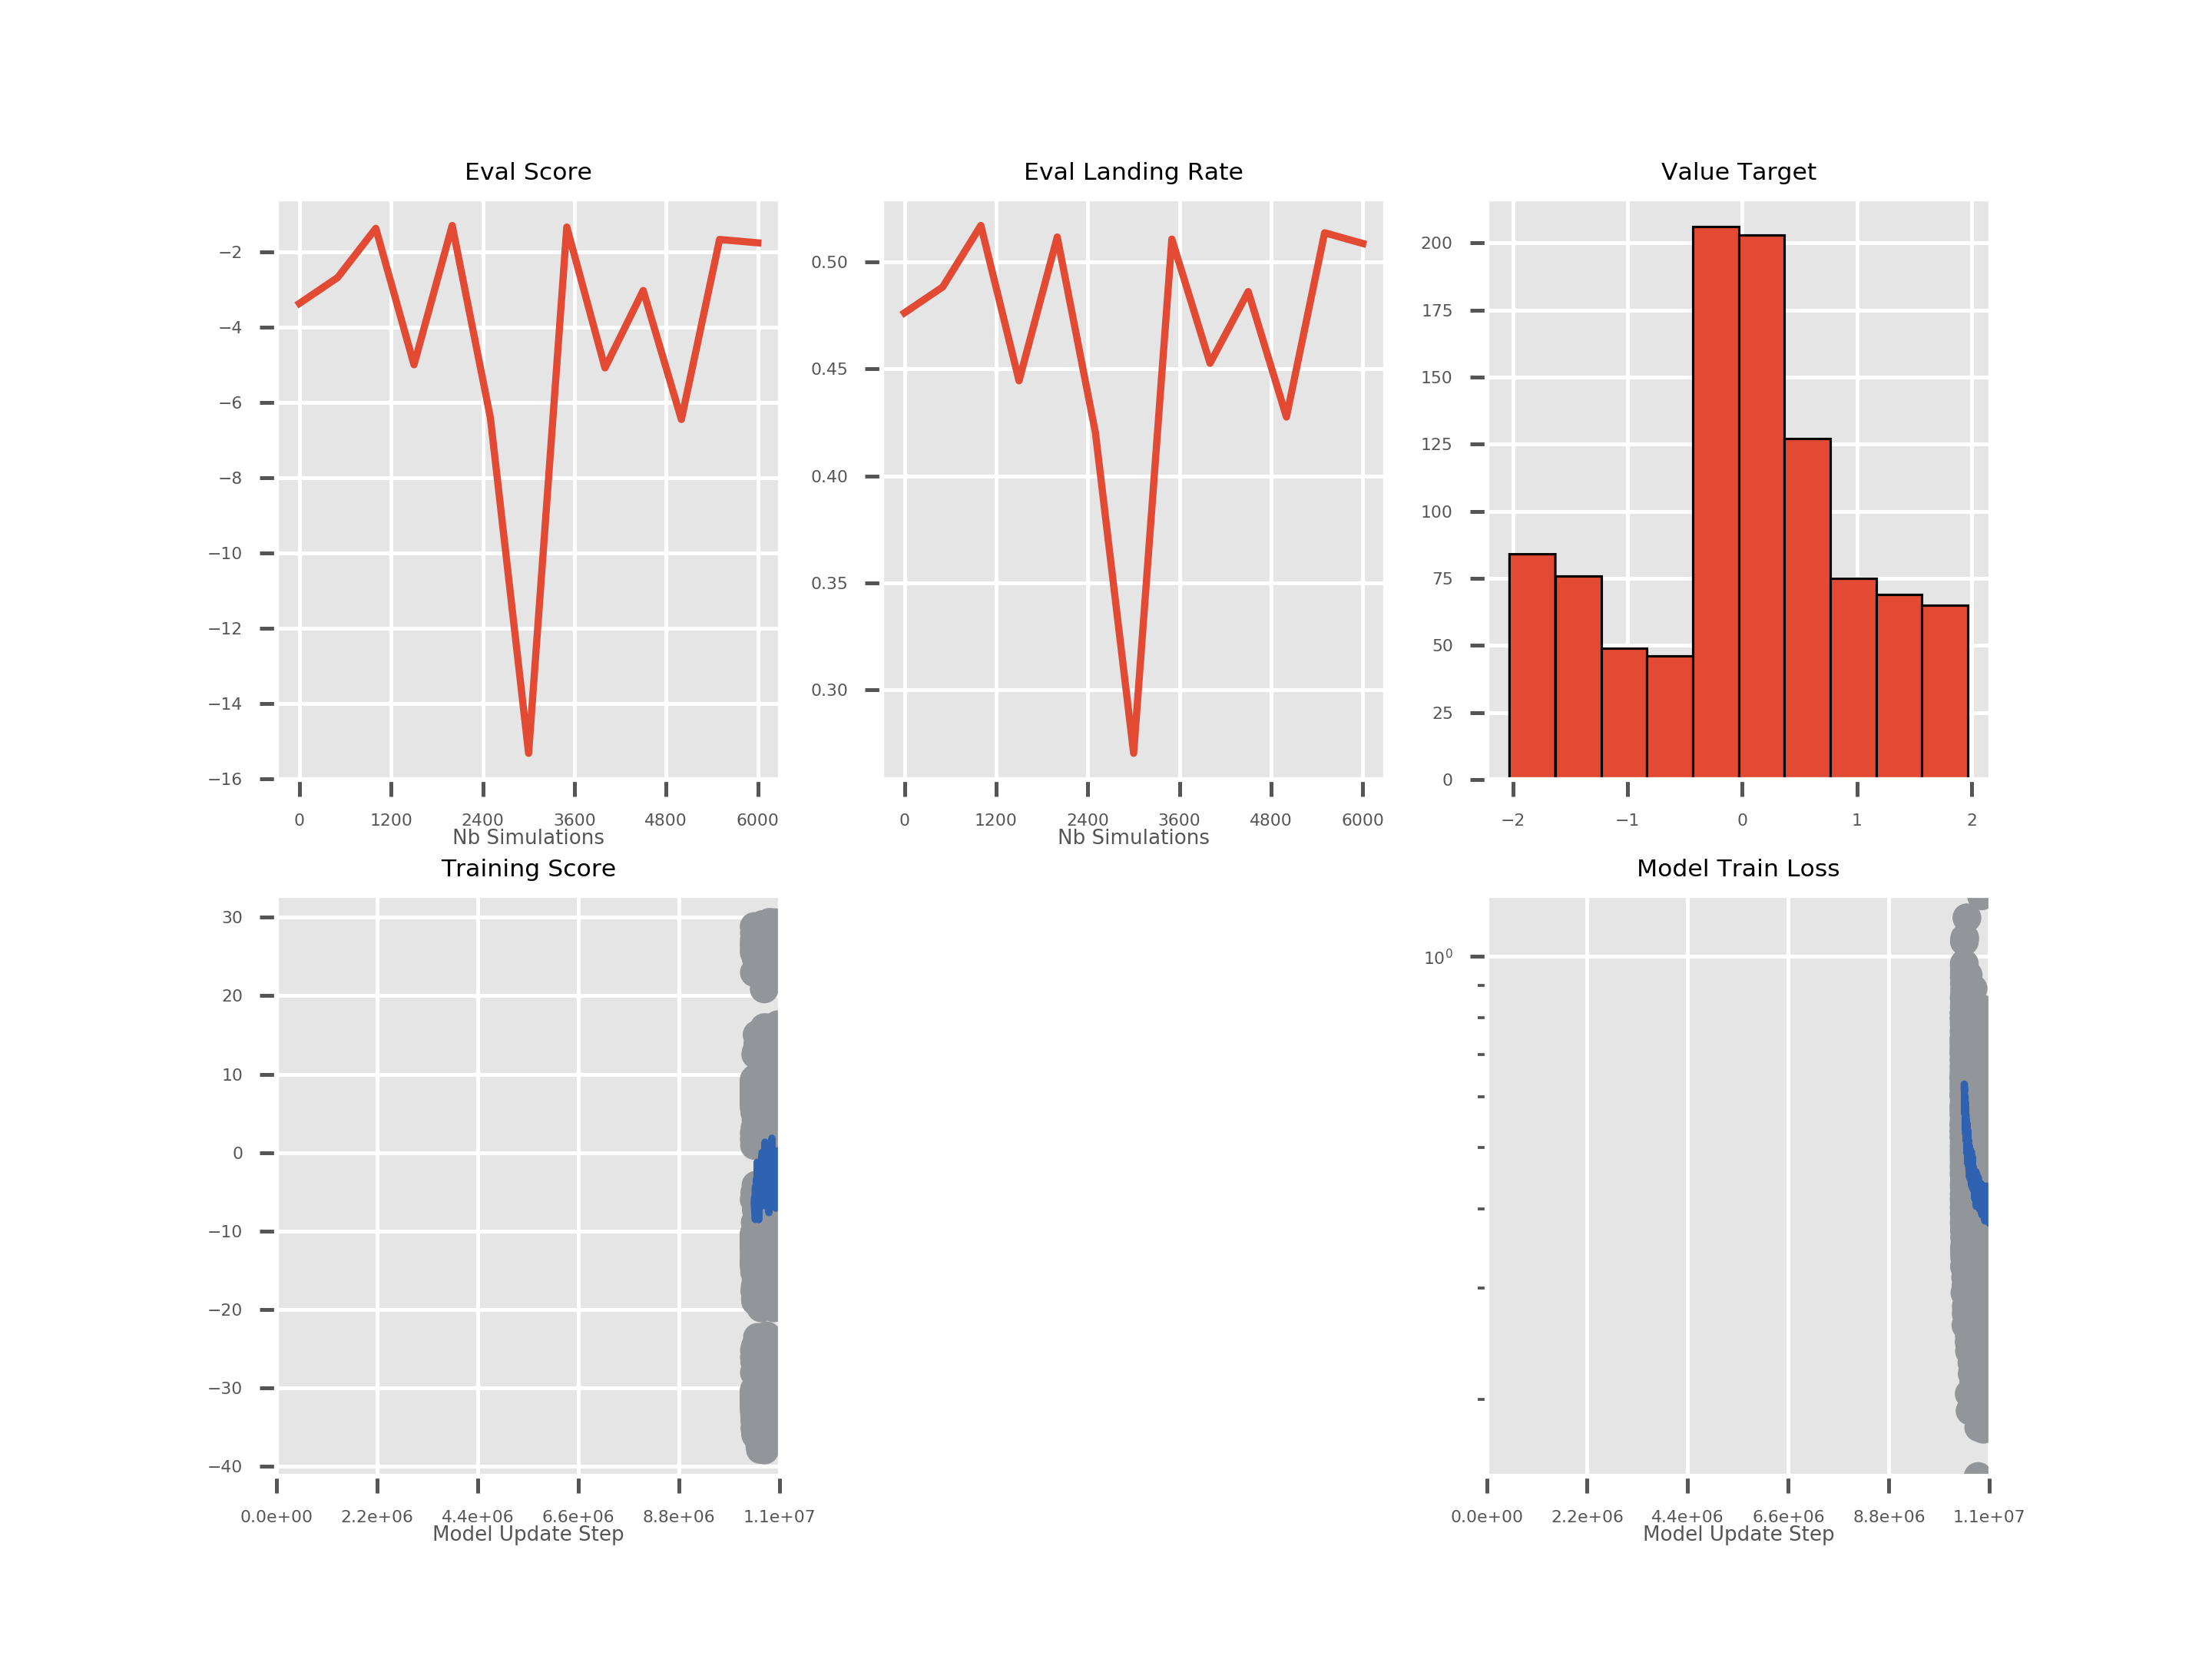 Eval Score
−2
−4
−6
−8
−10
−12
−14
−16
0 1200 2400 3600 4800 6000
Nb Simulations
Eval Landing Rate
0.50
0.45
0.40
0.35
0.30
0 1200 2400 3600 4800 6000
Nb Simulations
Value Target
200
175
150
125
100
75
50
25
0
−2 −1 0 1 2
Training Score
30
20
10
0
−10
−20
−30
−40
0.0e+00 2.2e+06 4.4e+06 6.6e+06 8.8e+06 1.1e+07
Model Update Step
Model Train Loss
10⁰
0.0e+00 2.2e+06 4.4e+06 6.6e+06 8.8e+06 1.1e+07
Model Update Step